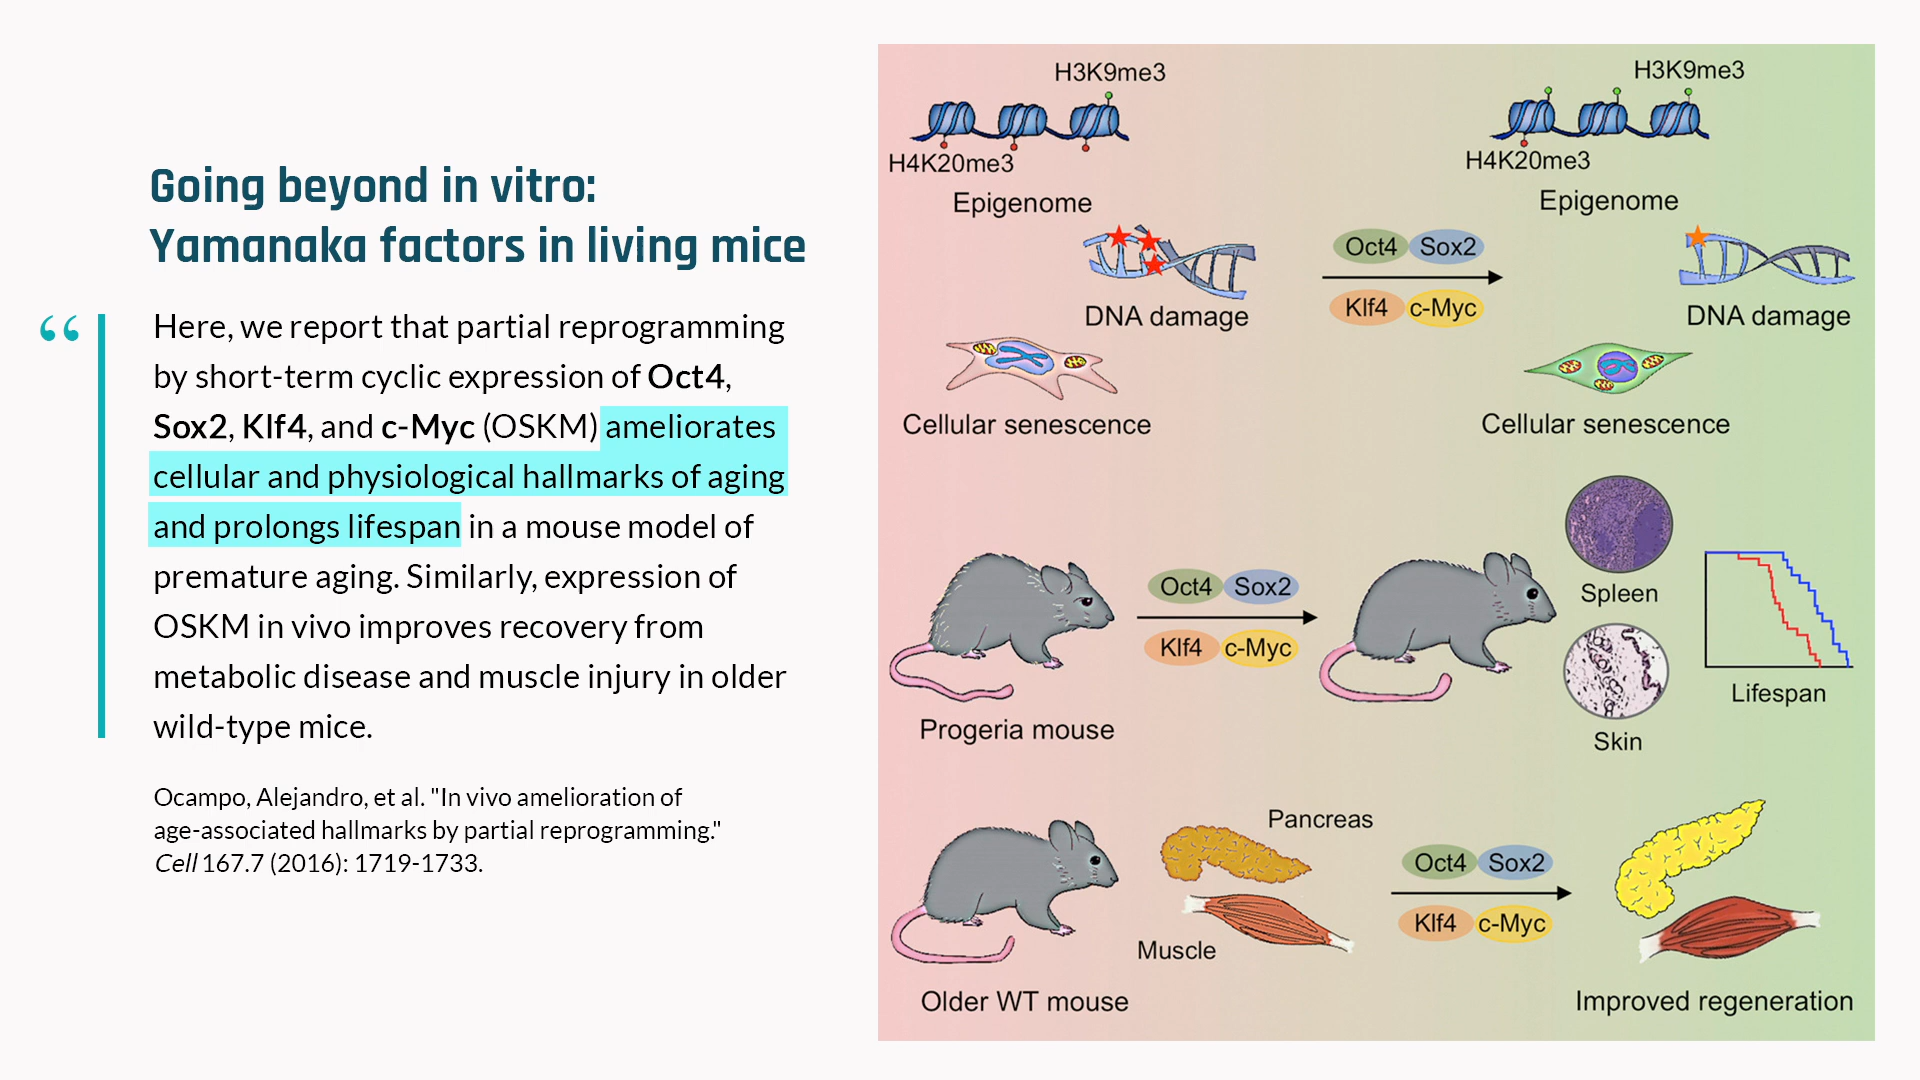 Going beyond in vitro:
Yamanaka factors in living mice
“
Here, we report that partial reprogramming
by short-term cyclic expression of Oct4,
Sox2, Klf4, and c-Myc (OSKM) ameliorates
cellular and physiological hallmarks of aging
and prolongs lifespan in a mouse model of
premature aging. Similarly, expression of
OSKM in vivo improves recovery from
metabolic disease and muscle injury in older
wild-type mice.
Ocampo, Alejandro, et al. "In vivo amelioration of
age-associated hallmarks by partial reprogramming."
Cell 167.7 (2016): 1719-1733.
H3K9me3
H4K20me3
Epigenome
H3K9me3
H4K20me3
Epigenome
DNA damage
Oct4 Sox2
Klf4 c-Myc
DNA damage
Cellular senescence
Cellular senescence
Progeria mouse
Oct4 Sox2
Klf4 c-Myc
Spleen
Skin
Lifespan
Older WT mouse
Pancreas
Muscle
Oct4 Sox2
Klf4 c-Myc
Improved regeneration